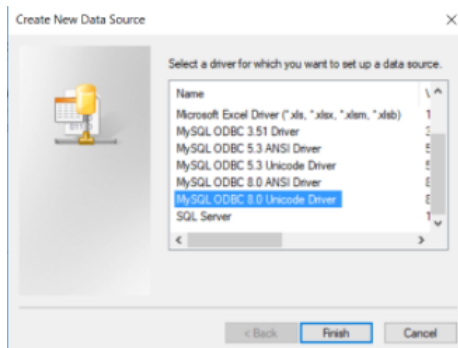 Create New Data Source
Select a driver for which you want to set up a data source.
Name
Microsoft Excel Driver (*.xls, *.xlsx, *.xlsm, *.xlsb)
MySQL ODBC 3.51 Driver
MySQL ODBC 5.3 ANSI Driver
MySQL ODBC 5.3 Unicode Driver
MySQL ODBC 8.0 ANSI Driver
MySQL ODBC 8.0 Unicode Driver
SQL Server
< Back Finish Cancel